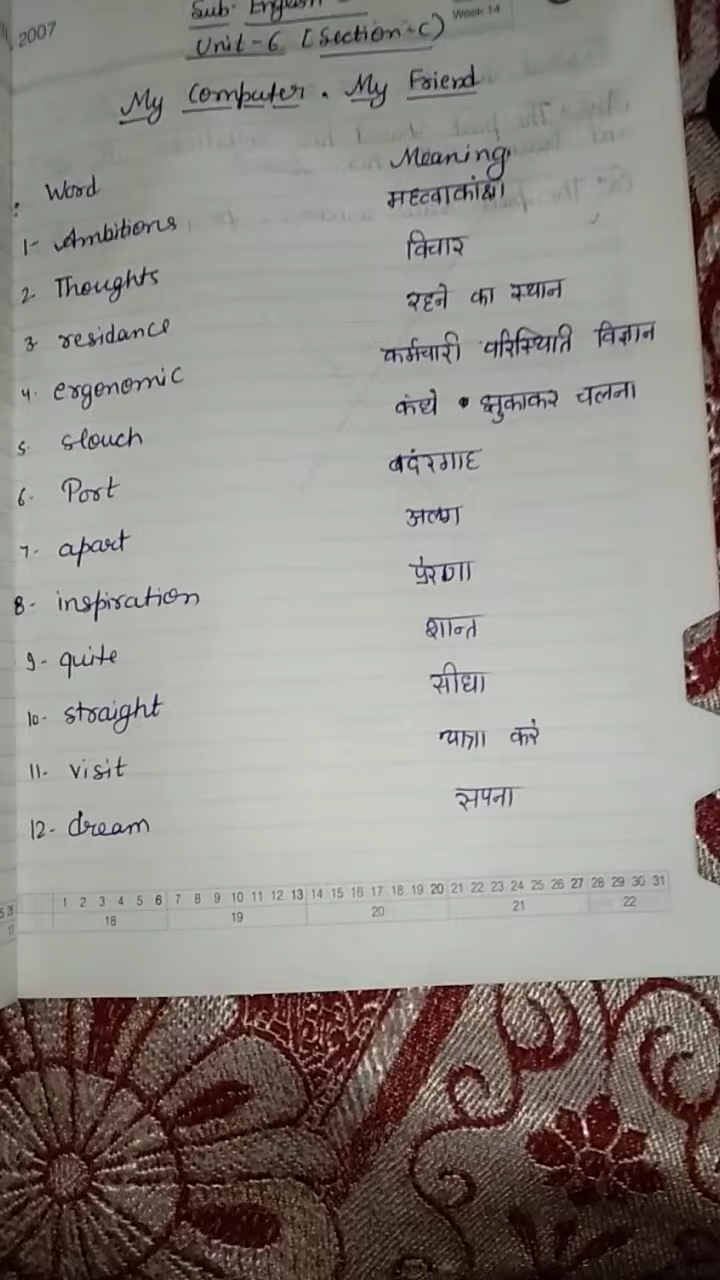 2007
Sub- English
Week 14
Unit-6 (Section-C)
My Computer. My Friend
Word Meaning
1- Ambitions महत्वाकांक्षा
2. Thoughts विचार
3. residance रहने का स्थान
4. ergonomic कर्मचारी परिस्थिति विज्ञान
5. slouch कंधे झुकाकर चलना
6- Port बदंरगाह
7- apart अलग
8- inspiration प्रेरणा
9- quite शान्त
10- straight सीधा
11- visit यात्रा करे
12- dream सपना
1 2 3 4 5 6 7 8 9 10 11 12 13 14 15 16 17 18 19 20 21 22 23 24 25 26 27 28 29 30 31
18 19 20 21 22